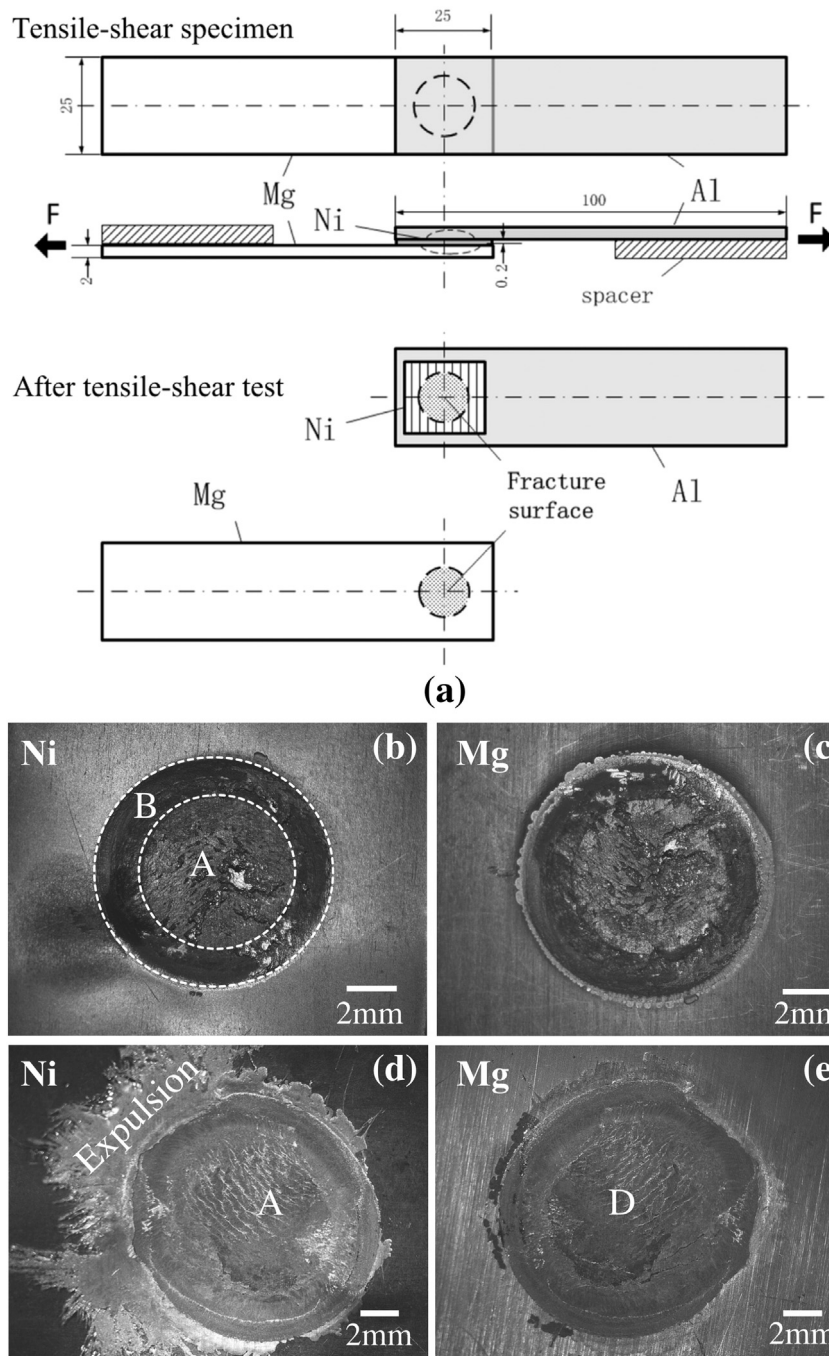 Tensile-shear specimen
25
25
Mg
Al
F
Ni
100
Al
F
2
0.2
spacer
After tensile-shear test
Ni
Fracture
surface
Al
Mg
(a)
Ni
(b)
B
A
2mm
Mg
(c)
2mm
Ni
(d)
Expulsion
A
2mm
Mg
(e)
D
2mm